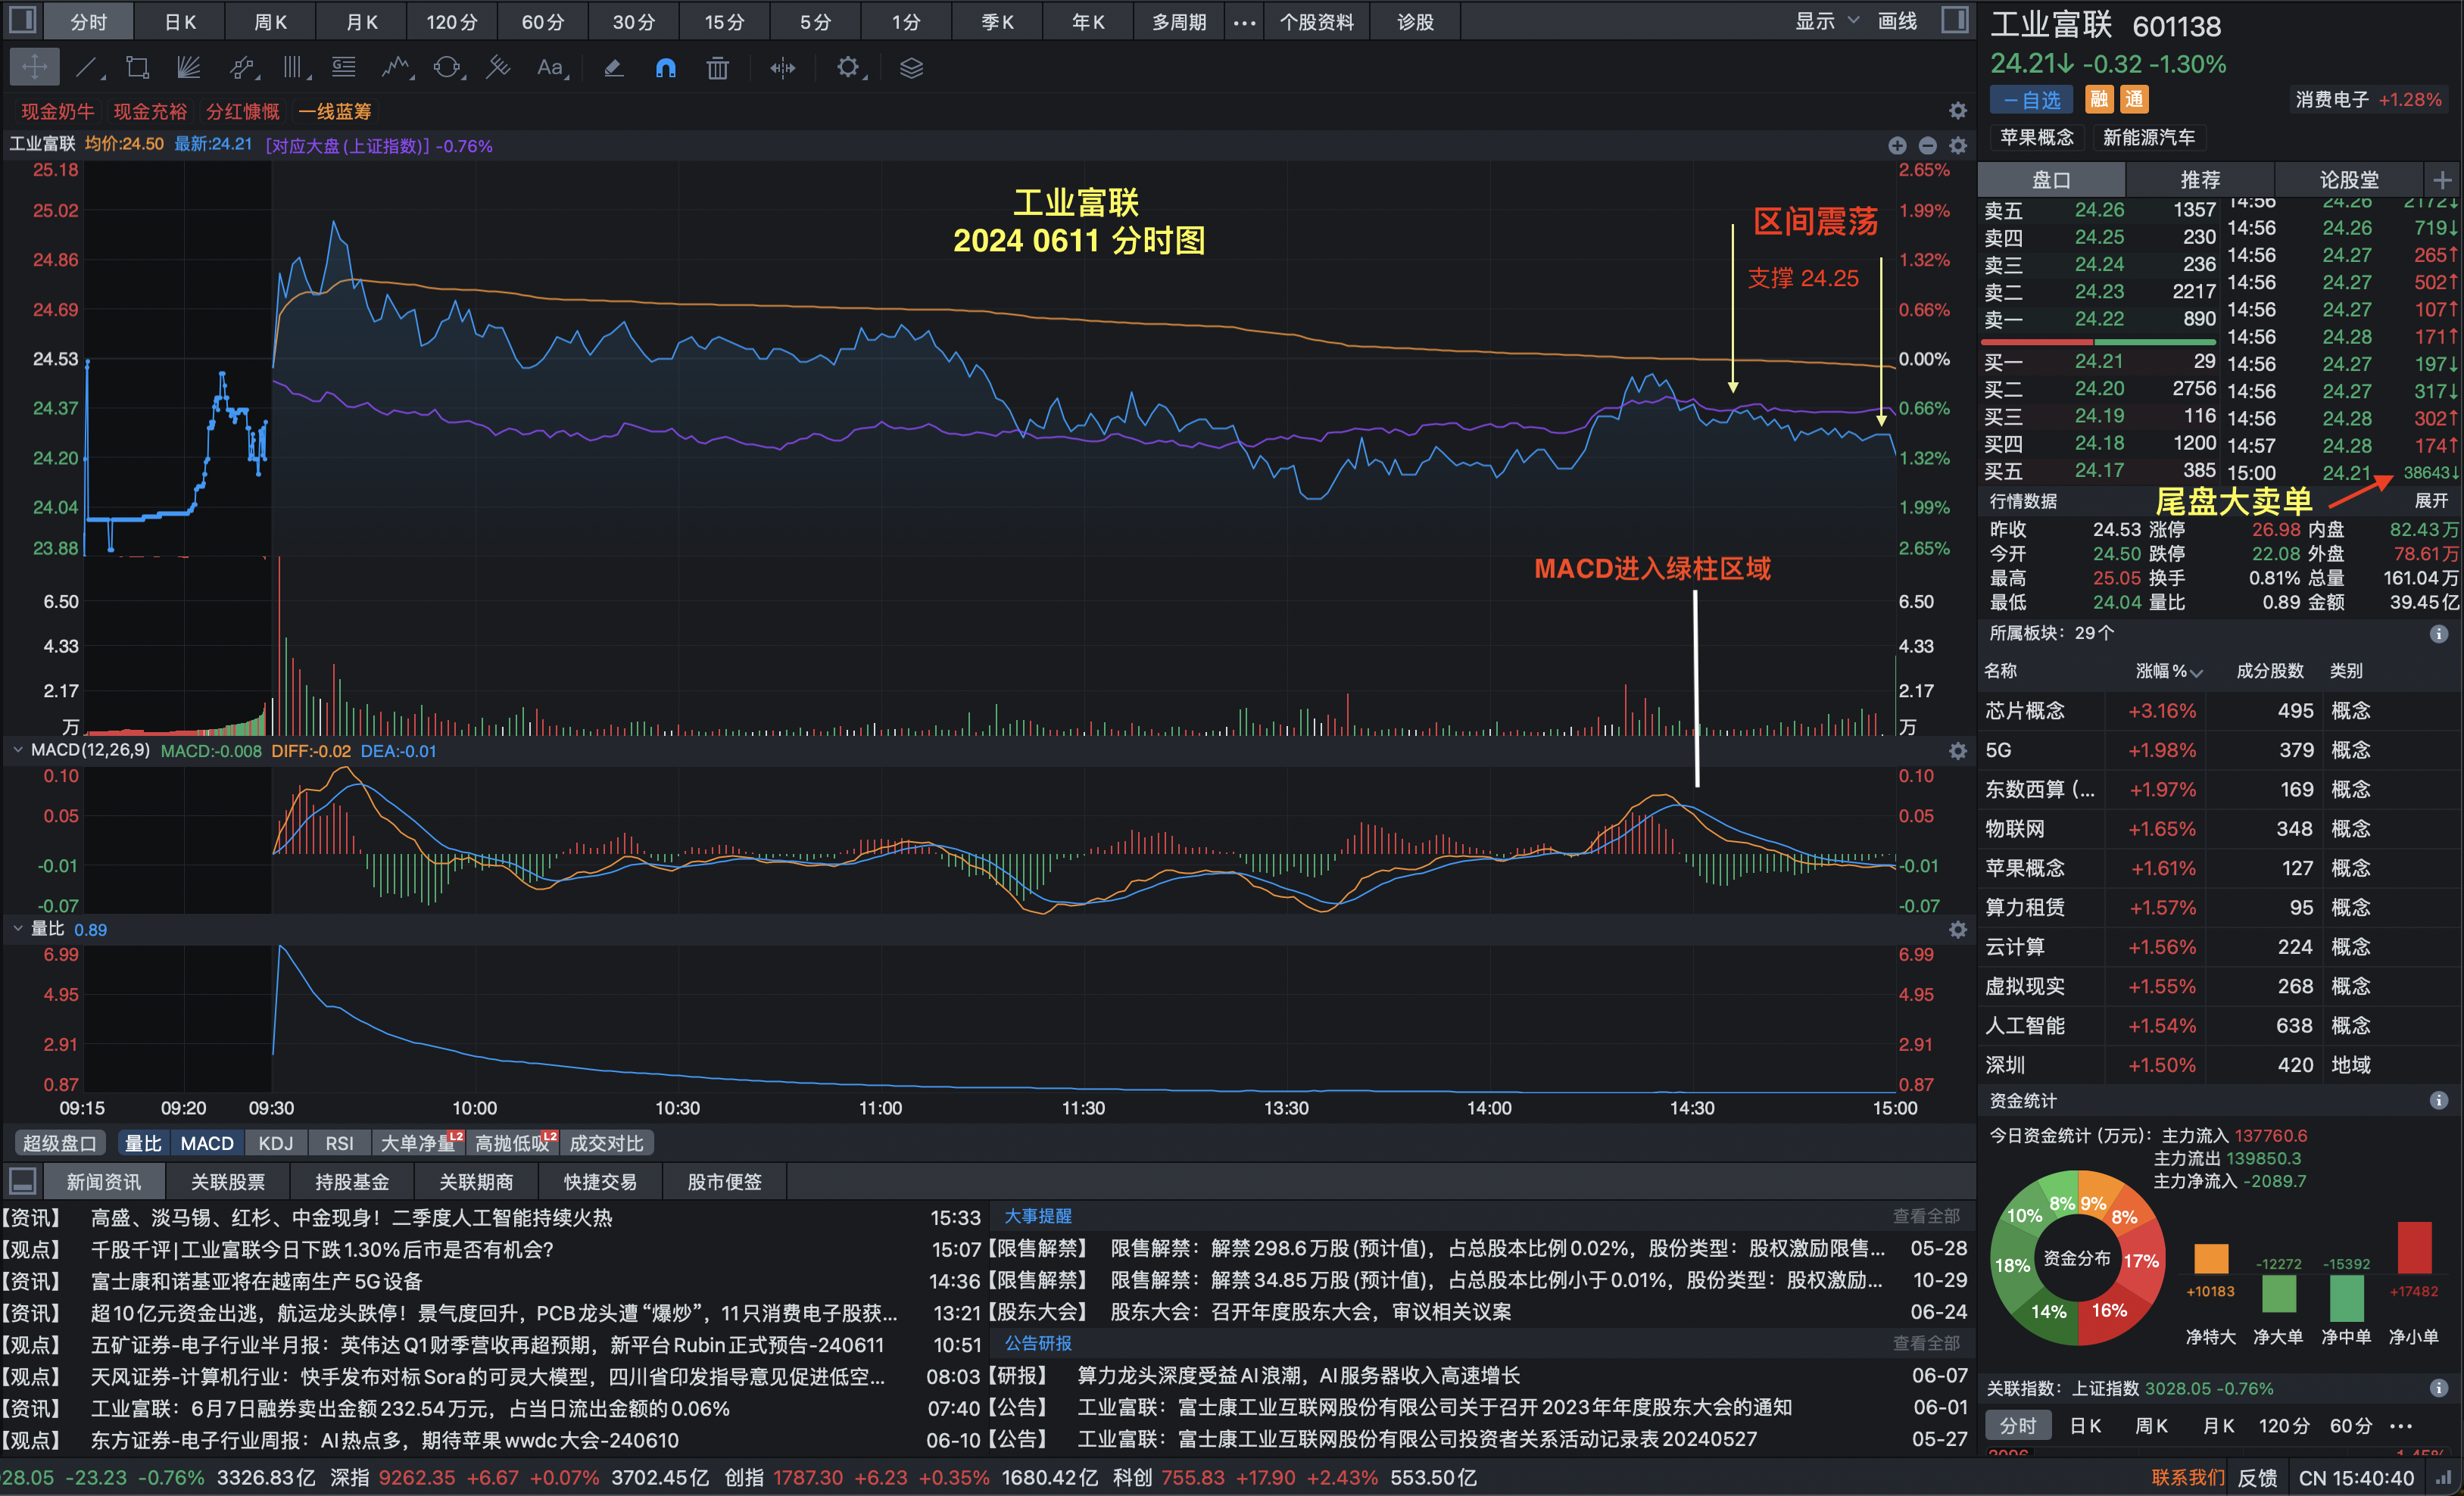 分时 日K 周K 月K 120分 60分 30分 15分 5分 1分 季K 年K 多周期 ••• 个股资料 诊股 显示 画线
Aa
现金奶牛 现金充裕 分红慷慨 一线蓝筹
工业富联 均价:24.50 最新:24.21 [对应大盘(上证指数)] -0.76%
25.18 2.65%
25.02 1.99%
24.86 1.32%
24.69 0.66%
24.53 0.00%
24.37 0.66%
24.20 1.32%
24.04 1.99%
23.88 2.65%
工业富联
2024 0611 分时图
区间震荡
支撑 24.25
MACD进入绿柱区域
6.50 6.50
4.33 4.33
2.17 2.17
万 万
MACD(12,26,9) MACD:-0.008 DIFF:-0.02 DEA:-0.01
0.10 0.10
0.05 0.05
-0.01 -0.01
-0.07 -0.07
量比 0.89
6.99 6.99
4.95 4.95
2.91 2.91
0.87 0.87
09:15 09:20 09:30 10:00 10:30 11:00 11:30 13:30 14:00 14:30 15:00
超级盘口 量比 MACD KDJ RSI 大单净量 L2 高抛低吸 L2 成交对比
新闻资讯 关联股票 持股基金 关联期商 快捷交易 股市便签
【资讯】 高盛、淡马锡、红杉、中金现身！二季度人工智能持续火热 15:33
【观点】 千股千评|工业富联今日下跌1.30%后市是否有机会? 15:07
【资讯】 富士康和诺基亚将在越南生产5G设备 14:36
【资讯】 超10亿元资金出逃，航运龙头跌停！景气度回升，PCB龙头遭“爆炒”，11只消费电子股获... 13:21
【观点】 五矿证券-电子行业半月报：英伟达Q1财季营收再超预期，新平台Rubin正式预告-240611 10:51
【观点】 天风证券-计算机行业：快手发布对标Sora的可灵大模型，四川省印发指导意见促进低空... 08:03
【资讯】 工业富联：6月7日融券卖出金额232.54万元，占当日流出金额的0.06% 07:40
【观点】 东方证券-电子行业周报：AI热点多，期待苹果wwdc大会-240610 06-10
大事提醒 查看全部
【限售解禁】 限售解禁：解禁298.6万股(预计值)，占总股本比例0.02%，股份类型：股权激励限售... 05-28
【限售解禁】 限售解禁：解禁34.85万股(预计值)，占总股本比例小于0.01%，股份类型：股权激励... 10-29
【股东大会】 股东大会：召开年度股东大会，审议相关议案 06-24
公告研报 查看全部
【研报】 算力龙头深度受益AI浪潮，AI服务器收入高速增长 06-07
【公告】 工业富联：富士康工业互联网股份有限公司关于召开2023年年度股东大会的通知 06-01
【公告】 工业富联：富士康工业互联网股份有限公司投资者关系活动记录表20240527 05-27
工业富联 601138
24.21↓ -0.32 -1.30%
－自选 融 通 消费电子 +1.28%
苹果概念 新能源汽车
盘口 推荐 论股堂
卖五 24.26 1357
卖四 24.25 230
卖三 24.24 236
卖二 24.23 2217
卖一 24.22 890
买一 24.21 29
买二 24.20 2756
买三 24.19 116
买四 24.18 1200
买五 24.17 385
14:56 24.26 2172↓
14:56 24.26 719↓
14:56 24.27 265↑
14:56 24.27 502↑
14:56 24.27 107↑
14:56 24.28 171↑
14:56 24.27 197↓
14:56 24.27 317↓
14:56 24.28 302↑
14:57 24.28 174↑
15:00 24.21 38643↓
尾盘大卖单
行情数据 展开
昨收 24.53 涨停 26.98 内盘 82.43万
今开 24.50 跌停 22.08 外盘 78.61万
最高 25.05 换手 0.81% 总量 161.04万
最低 24.04 量比 0.89 金额 39.45亿
所属板块：29个
名称 涨幅% 成分股数 类别
芯片概念 +3.16% 495 概念
5G +1.98% 379 概念
东数西算 (... +1.97% 169 概念
物联网 +1.65% 348 概念
苹果概念 +1.61% 127 概念
算力租赁 +1.57% 95 概念
云计算 +1.56% 224 概念
虚拟现实 +1.55% 268 概念
人工智能 +1.54% 638 概念
深圳 +1.50% 420 地域
资金统计
今日资金统计 (万元)：主力流入 137760.6
主力流出 139850.3
主力净流入 -2089.7
资金分布
9% 8% 17% 16% 14% 18% 10% 8%
+10183 -12272 -15392 +17482
净特大 净大单 净中单 净小单
关联指数：上证指数 3028.05 -0.76%
分时 日K 周K 月K 120分 60分 •••
28.05 -23.23 -0.76% 3326.83亿 深指 9262.35 +6.67 +0.07% 3702.45亿 创指 1787.30 +6.23 +0.35% 1680.42亿 科创 755.83 +17.90 +2.43% 553.50亿
联系我们 反馈 CN 15:40:40